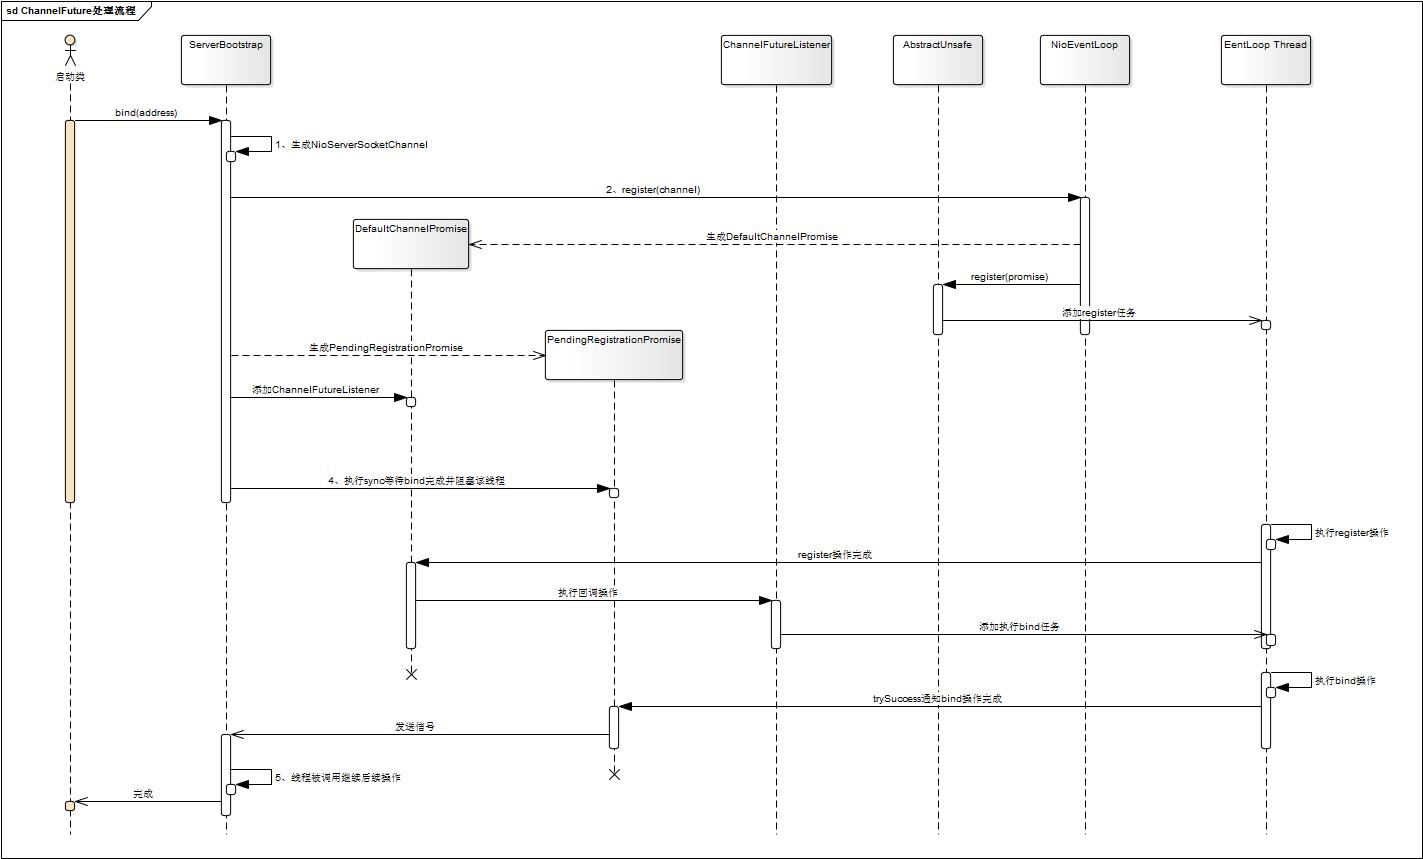 sd ChannelFuture处理流程
启动类
ServerBootstrap
ChannelFutureListener
AbstractUnsafe
NioEventLoop
EentLoop Thread
bind(address)
1、生成NioServerSocketChannel
2、register(channel)
DefaultChannelPromise
生成DefaultChannelPromise
register(promise)
添加register任务
PendingRegistrationPromise
生成PendingRegistrationPromise
添加ChannelFutureListener
4、执行sync等待bind完成并阻塞该线程
执行register操作
register操作完成
执行回调操作
添加执行bind任务
执行bind操作
trySuccess通知bind操作完成
发送信号
5、线程被调用继续后续操作
完成